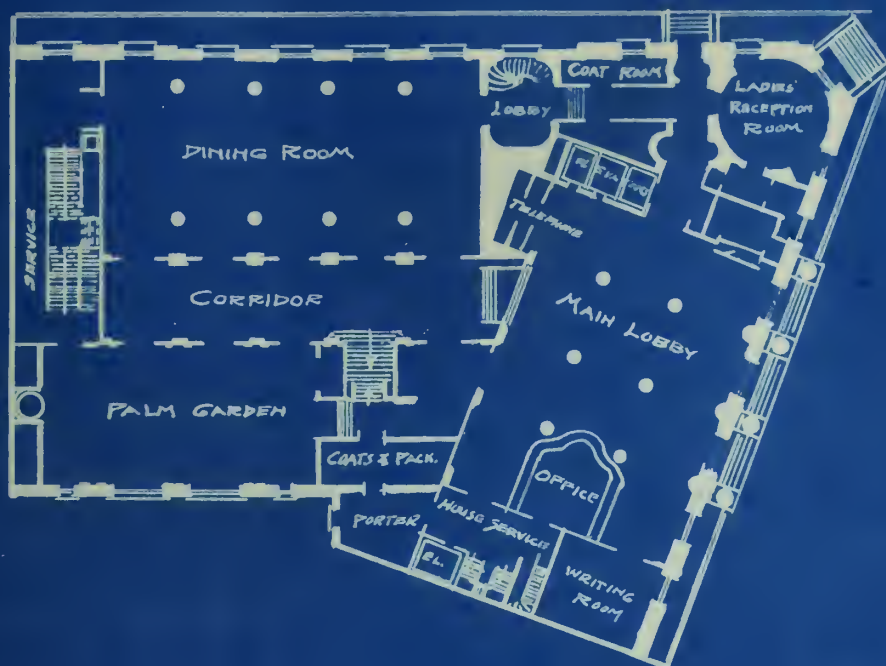 COAT ROOM
LADIES'
RECEPTION
ROOM
LOBBY
DINING ROOM
TELEPHONE
SERVICE
CORRIDOR
MAIN LOBBY
PALM GARDEN
COATS & PACK.
OFFICE
PORTER
HOUSE SERVICE
EL.
WRITING
ROOM